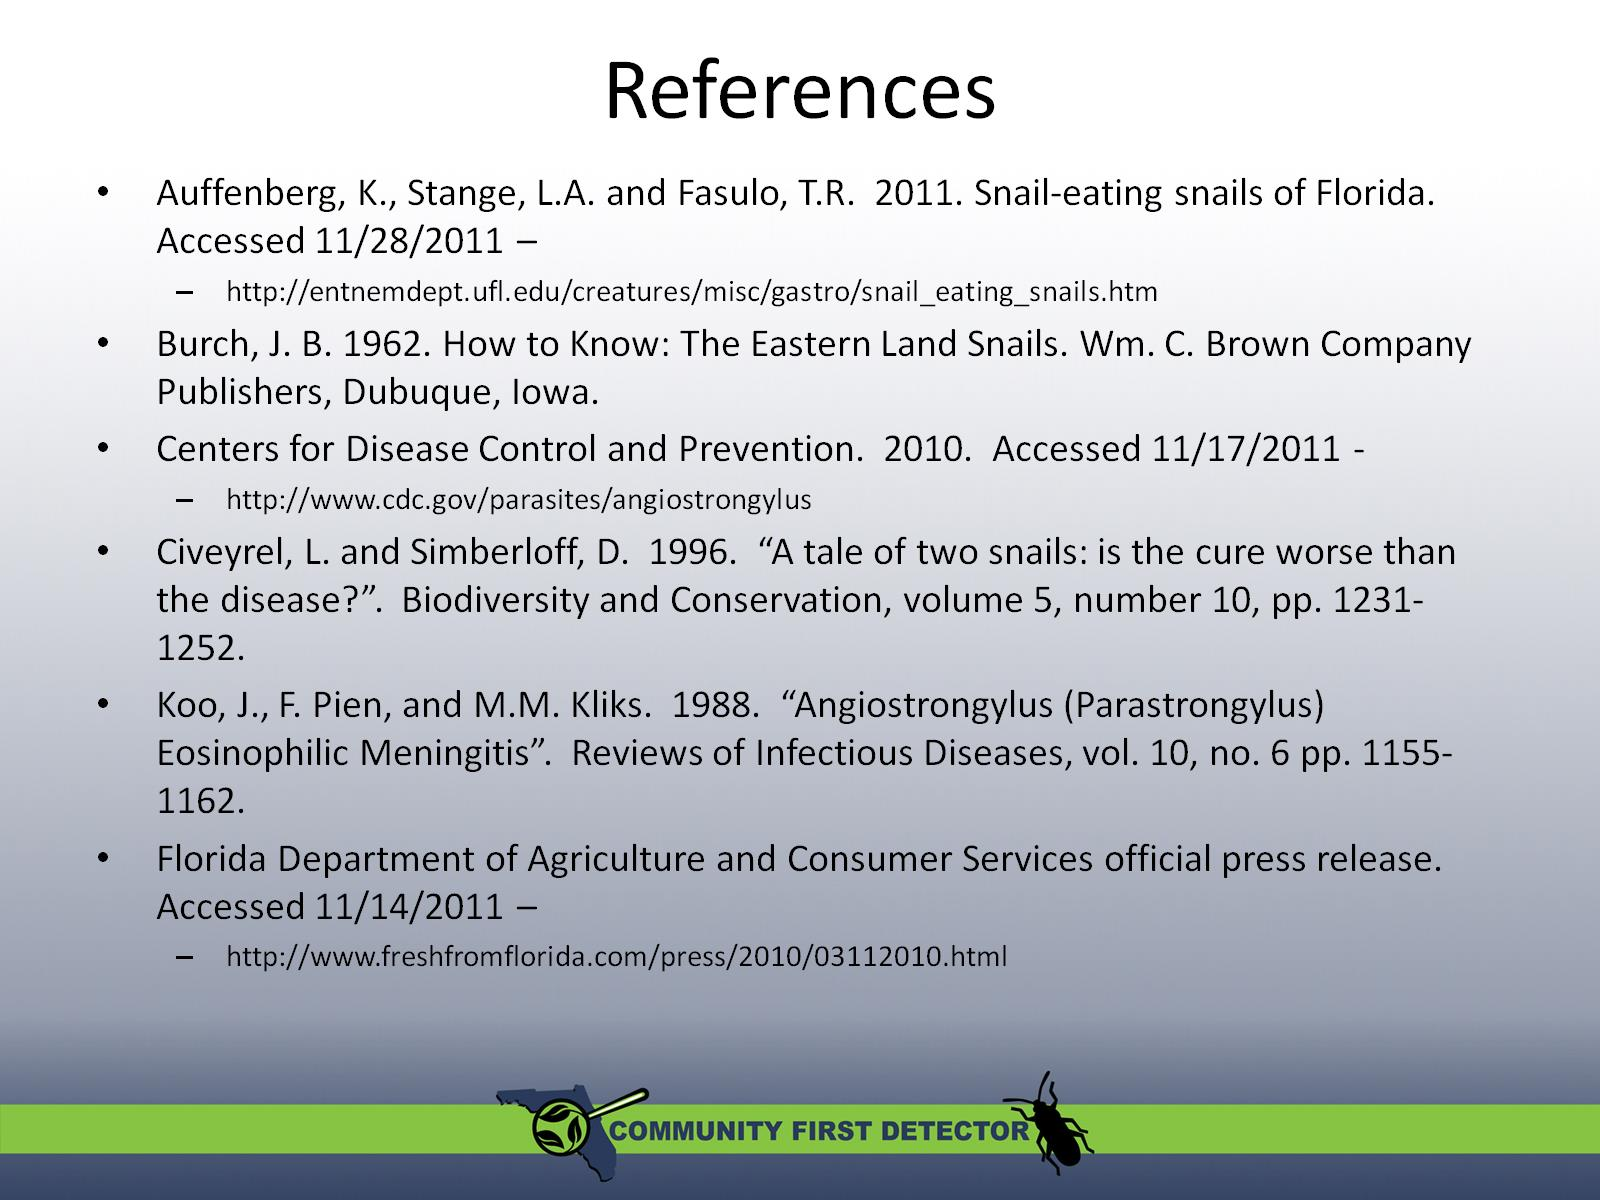 References
• Auffenberg, K., Stange, L.A. and Fasulo, T.R.  2011. Snail-eating snails of Florida.
Accessed 11/28/2011 –
– http://entnemdept.ufl.edu/creatures/misc/gastro/snail_eating_snails.htm
• Burch, J. B. 1962. How to Know: The Eastern Land Snails. Wm. C. Brown Company
Publishers, Dubuque, Iowa.
• Centers for Disease Control and Prevention.  2010.  Accessed 11/17/2011 -
– http://www.cdc.gov/parasites/angiostrongylus
• Civeyrel, L. and Simberloff, D.  1996.  “A tale of two snails: is the cure worse than
the disease?”.  Biodiversity and Conservation, volume 5, number 10, pp. 1231-
1252.
• Koo, J., F. Pien, and M.M. Kliks.  1988.  “Angiostrongylus (Parastrongylus)
Eosinophilic Meningitis”.  Reviews of Infectious Diseases, vol. 10, no. 6 pp. 1155-
1162.
• Florida Department of Agriculture and Consumer Services official press release.
Accessed 11/14/2011 –
– http://www.freshfromflorida.com/press/2010/03112010.html
COMMUNITY FIRST DETECTOR